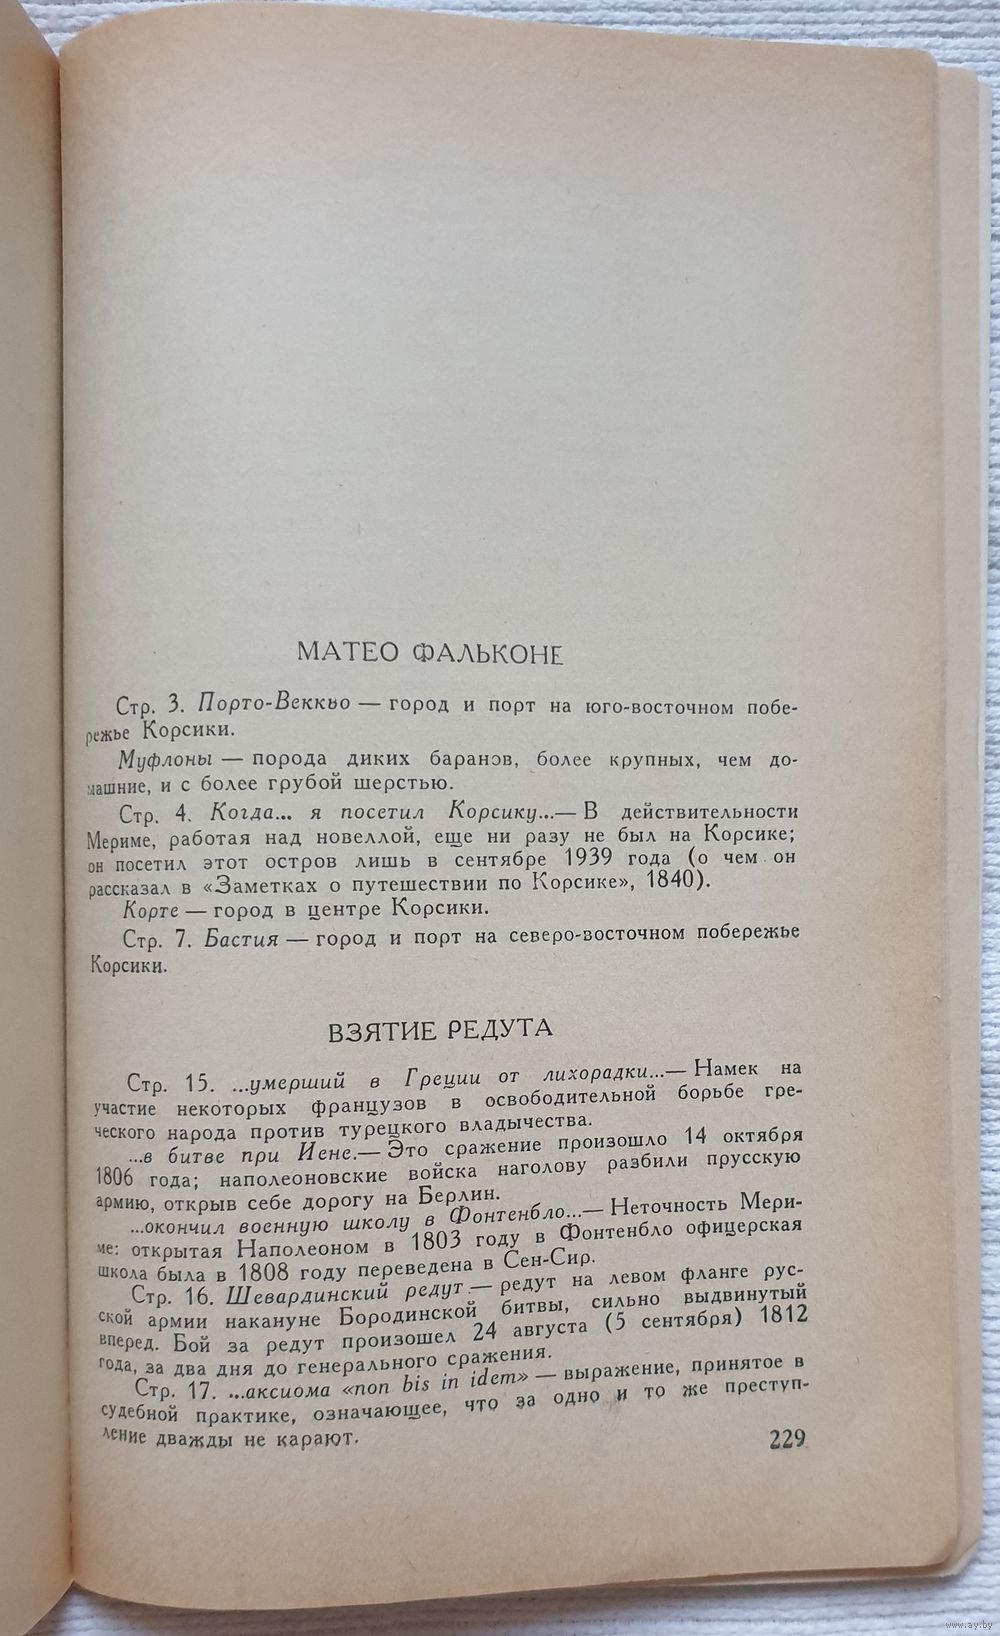 МАТЕО ФАЛЬКОНЕ
Стр. 3. Порто-Веккьо — город и порт на юго-восточном побе-
режье Корсики.
Муфлоны — порода диких баранов, более крупных, чем до-
машние, и с более грубой шерстью.
Стр. 4. Когда... я посетил Корсику...— В действительности
Мериме, работая над новеллой, еще ни разу не был на Корсике;
он посетил этот остров лишь в сентябре 1939 года (о чем он
рассказал в «Заметках о путешествии по Корсике», 1840).
Корте — город в центре Корсики.
Стр. 7. Бастия — город и порт на северо-восточном побережье
Корсики.
ВЗЯТИЕ РЕДУТА
Стр. 15. ...умерший в Греции от лихорадки...— Намек на
участие некоторых французов в освободительной борьбе гре-
ческого народа против турецкого владычества.
...в битве при Иене.— Это сражение произошло 14 октября
1806 года; наполеоновские войска наголову разбили прусскую
армию, открыв себе дорогу на Берлин.
...окончил военную школу в Фонтенбло...— Неточность Мери-
ме: открытая Наполеоном в 1803 году в Фонтенбло офицерская
школа была в 1808 году переведена в Сен-Сир.
Стр. 16. Шевардинский редут.— редут на левом фланге рус-
ской армии накануне Бородинской битвы, сильно выдвинутый
вперед. Бой за редут произошел 24 августа (5 сентября) 1812
года, за два дня до генерального сражения.
Стр. 17. ...аксиома «non bis in idem» — выражение, принятое в
судебной практике, означающее, что за одно и то же преступ-
ление дважды не карают.
229
www.ay.by